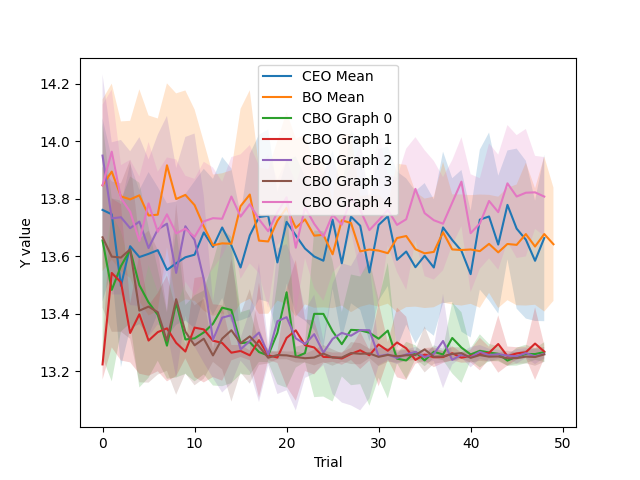 CEO Mean
BO Mean
CBO Graph 0
CBO Graph 1
CBO Graph 2
CBO Graph 3
CBO Graph 4
14.2
14.0
13.8
13.6
13.4
13.2
Y value
0 10 20 30 40 50
Trial